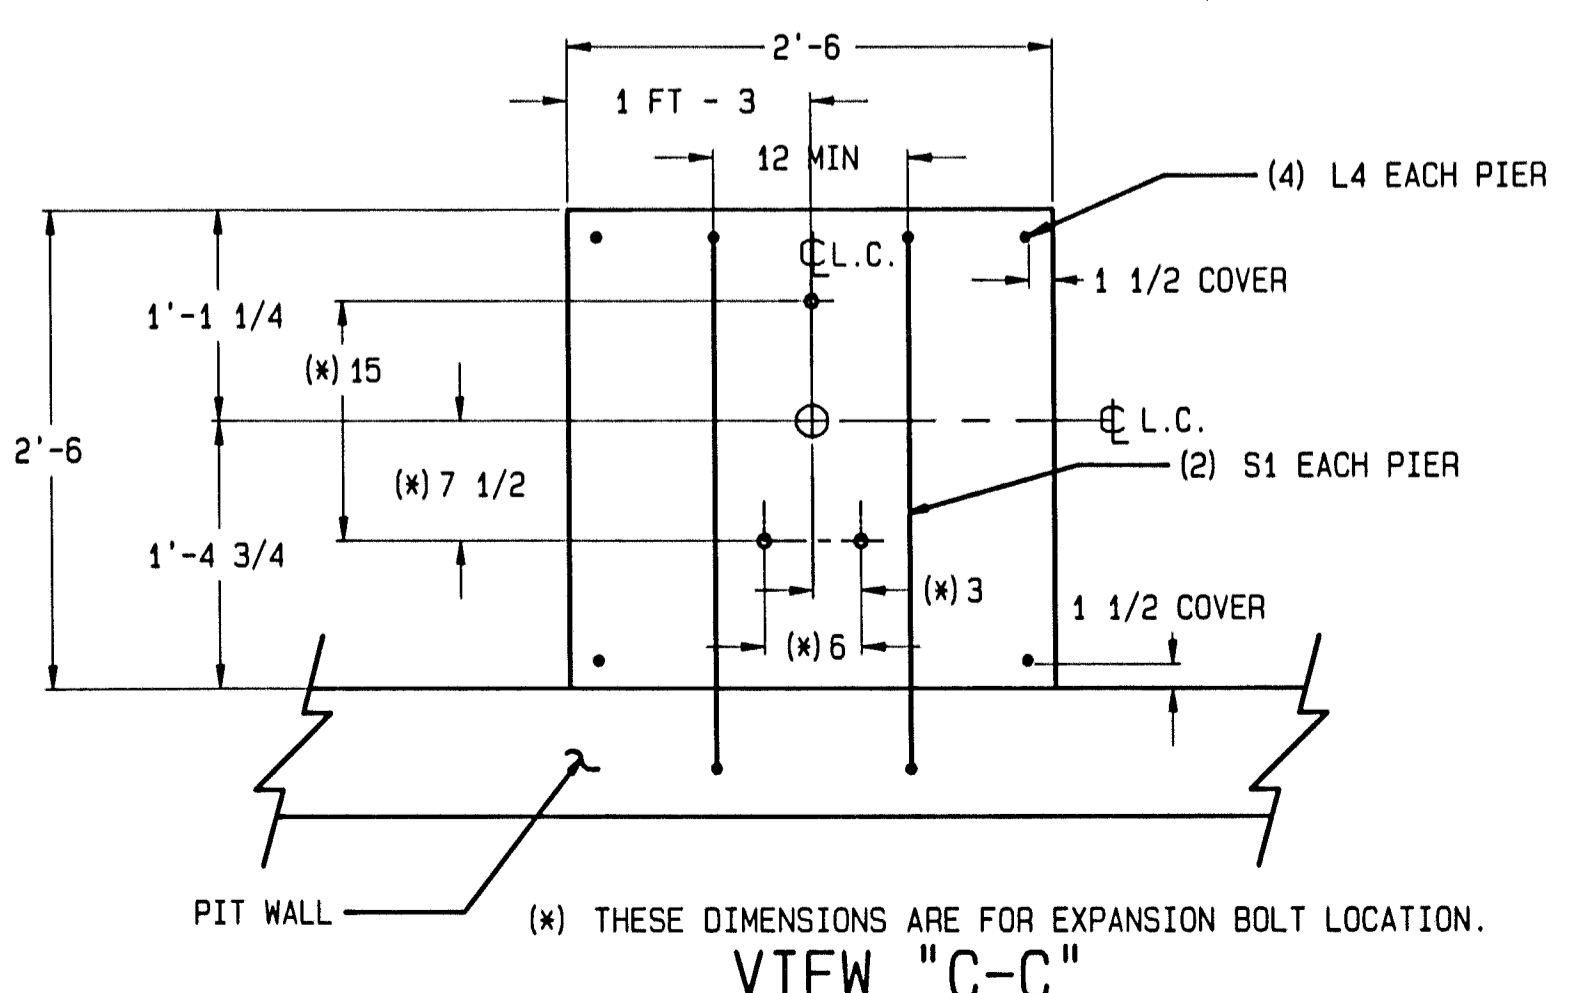 2'-6
1 FT - 3
12 MIN
(4) L4 EACH PIER
℄ L.C.
1 1/2 COVER
1'-1 1/4
(*) 15
℄ L.C.
2'-6
(2) S1 EACH PIER
(*) 7 1/2
1'-4 3/4
(*) 3
1 1/2 COVER
(*) 6
PIT WALL
(*) THESE DIMENSIONS ARE FOR EXPANSION BOLT LOCATION.
VIEW "C-C"